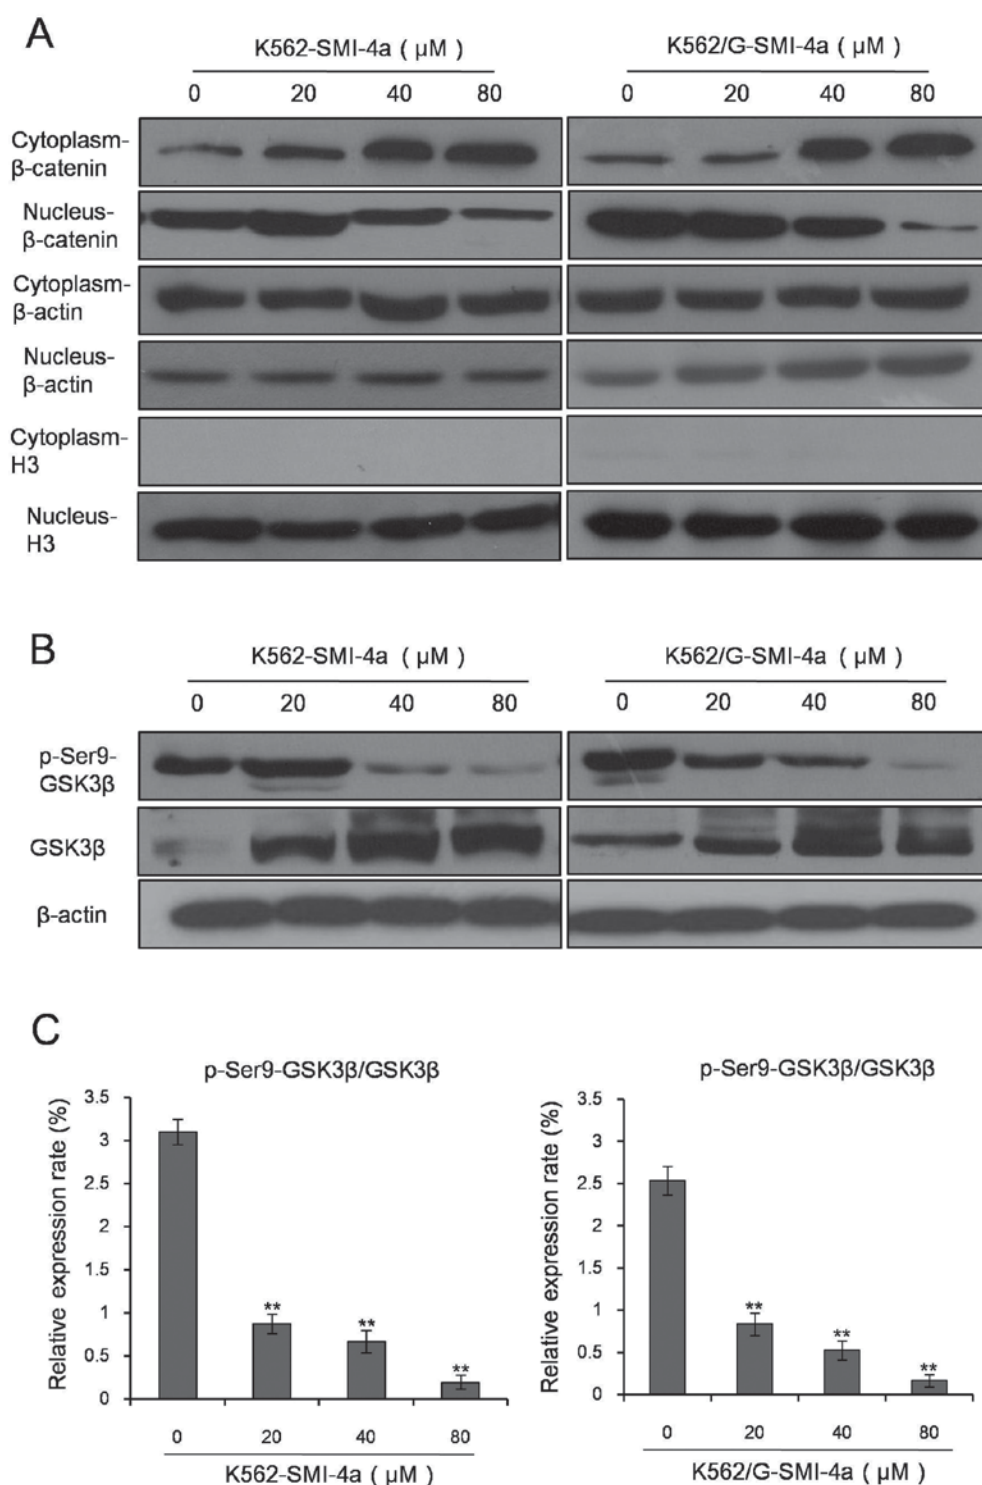 A
K562-SMI-4a ( μM )
K562/G-SMI-4a ( μM )
0 20 40 80
0 20 40 80
Cytoplasm-
β-catenin
Nucleus-
β-catenin
Cytoplasm-
β-actin
Nucleus-
β-actin
Cytoplasm-
H3
Nucleus-
H3
B
K562-SMI-4a ( μM )
K562/G-SMI-4a ( μM )
0 20 40 80
0 20 40 80
p-Ser9-
GSK3β
GSK3β
β-actin
C
p-Ser9-GSK3β/GSK3β
Relative expression rate (%)
3.5
3
2.5
2
1.5
1
0.5
0
**
**
**
0 20 40 80
K562-SMI-4a ( μM )
p-Ser9-GSK3β/GSK3β
Relative expression rate (%)
3.5
3
2.5
2
1.5
1
0.5
0
**
**
**
0 20 40 80
K562/G-SMI-4a ( μM )